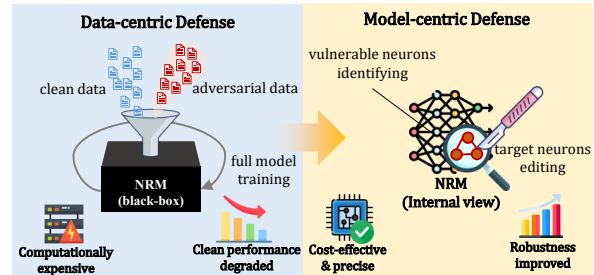 Data-centric Defense
clean data
adversarial data
NRM
(black-box)
full model
training
Computationally
expensive
Clean performance
degraded
Model-centric Defense
vulnerable neurons
identifying
target neurons
editing
NRM
(Internal view)
Cost-effective
& precise
Robustness
improved